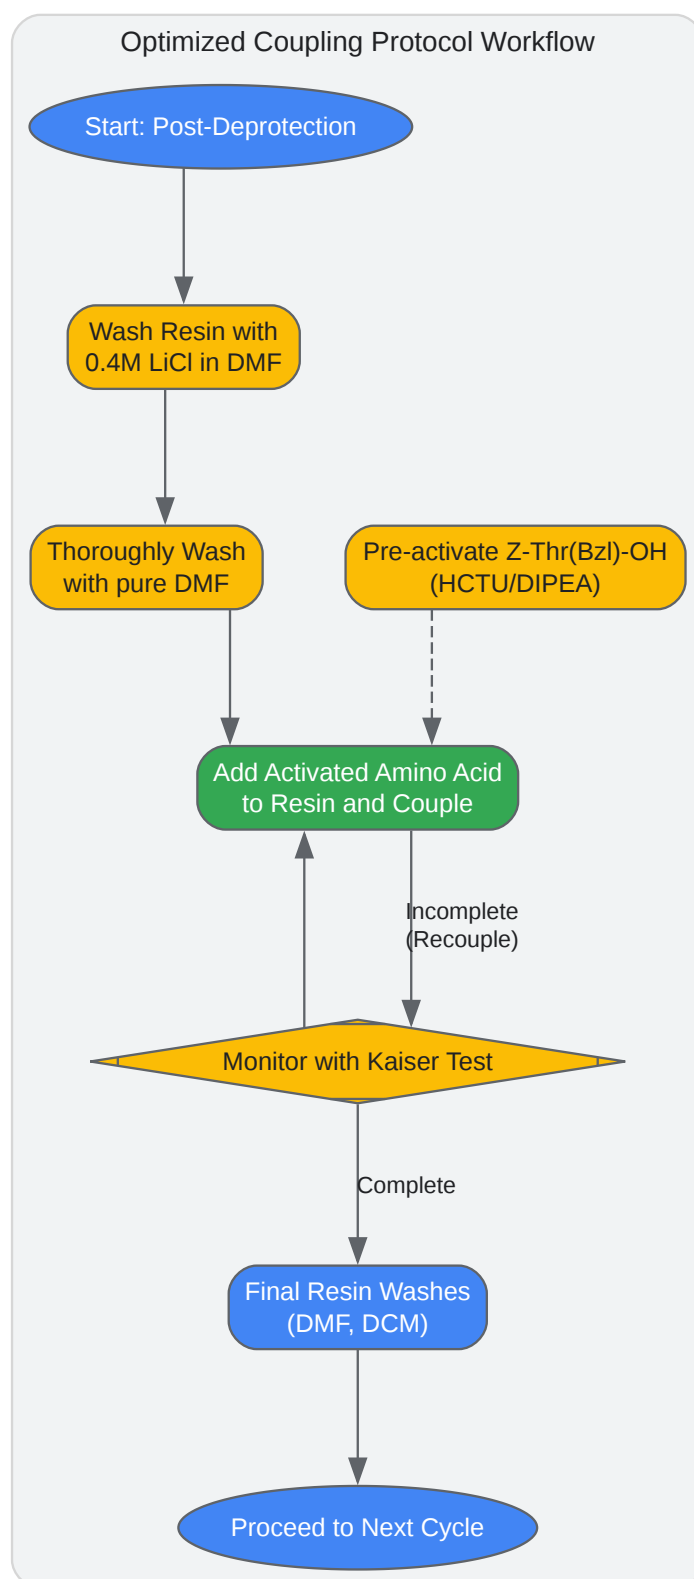 Optimized Coupling Protocol Workflow
Start: Post-Deprotection
Wash Resin with
0.4M LiCl in DMF
Thoroughly Wash
with pure DMF
Pre-activate Z-Thr(Bzl)-OH
(HCTU/DIPEA)
Add Activated Amino Acid
to Resin and Couple
Incomplete
(Recouple)
Monitor with Kaiser Test
Complete
Final Resin Washes
(DMF, DCM)
Proceed to Next Cycle